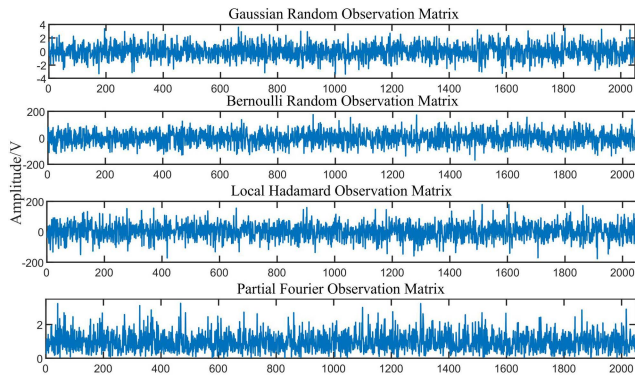 Gaussian Random Observation Matrix
4
2
0
-2
-4
0 200 400 600 800 1000 1200 1400 1600 1800 2000
Bernoulli Random Observation Matrix
200
0
-200
0 200 400 600 800 1000 1200 1400 1600 1800 2000
Local Hadamard Observation Matrix
200
0
-200
0 200 400 600 800 1000 1200 1400 1600 1800 2000
Partial Fourier Observation Matrix
2
0
0 200 400 600 800 1000 1200 1400 1600 1800 2000
Amplitude/V